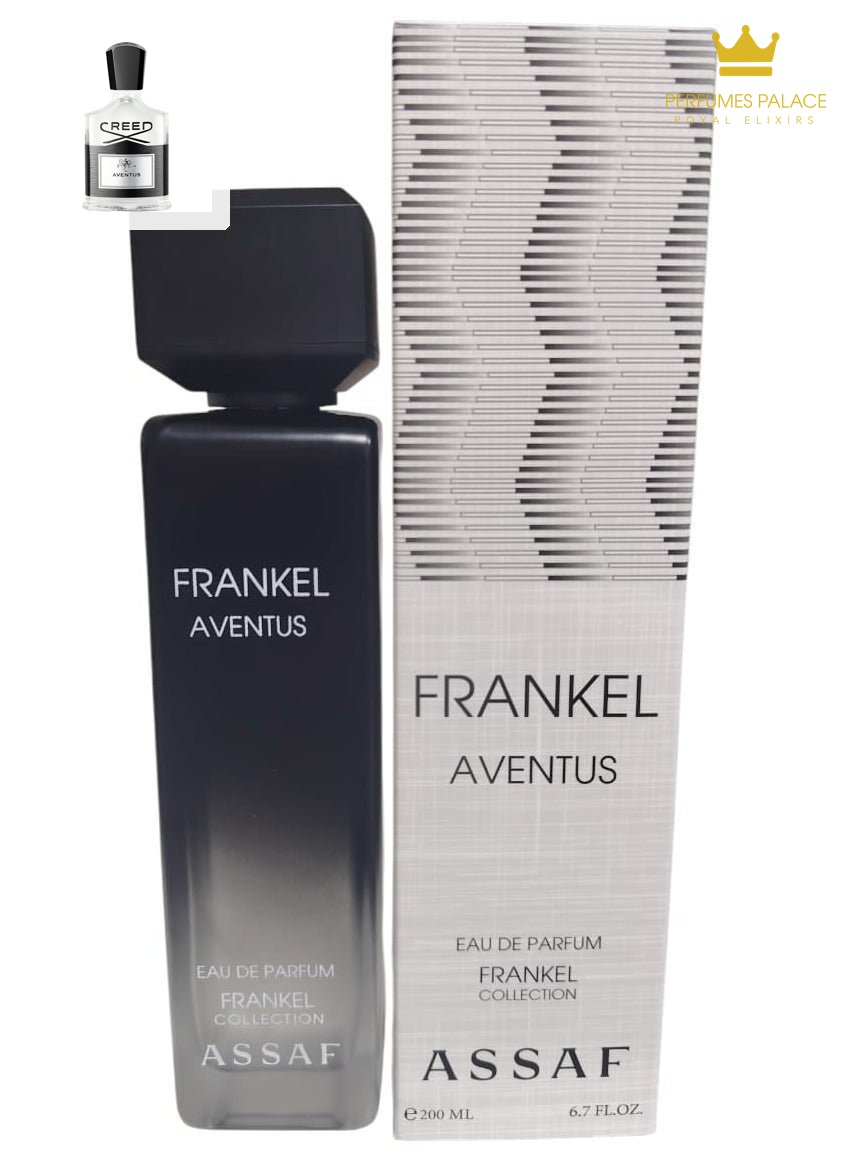 CREED
AVENTUS
PERFUMES PALACE
ROYAL ELIXIRS
FRANKEL
AVENTUS
EAU DE PARFUM
FRANKEL
COLLECTION
ASSAF
FRANKEL
AVENTUS
EAU DE PARFUM
FRANKEL
COLLECTION
ASSAF
℮200 ML 6.7 FL.OZ.